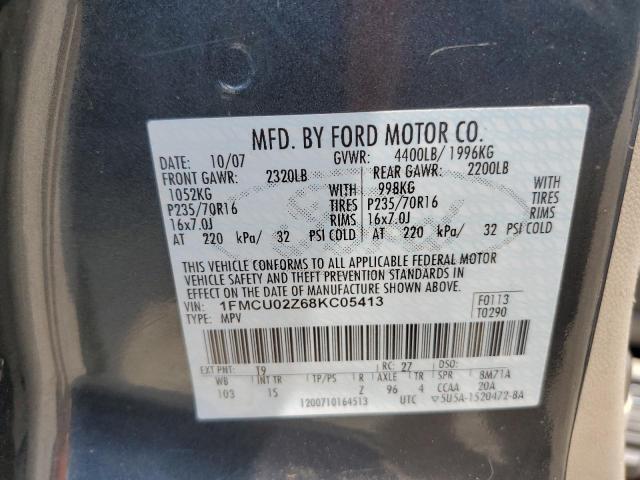 MFD. BY FORD MOTOR CO.
DATE: 10/07 GVWR: 4400LB/1996KG
FRONT GAWR: 2320LB REAR GAWR: 2200LB
1052KG WITH 998KG WITH
P235/70R16 TIRES P235/70R16 TIRES
16x7.0J RIMS 16x7.0J RIMS
AT 220 kPa/ 32 PSI COLD AT 220 kPa/ 32 PSI COLD
THIS VEHICLE CONFORMS TO ALL APPLICABLE FEDERAL MOTOR
VEHICLE SAFETY AND THEFT PREVENTION STANDARDS IN
EFFECT ON THE DATE OF MANUFACTURE SHOWN ABOVE.
VIN: 1FMCU02Z68KC05413 F0113
TYPE: MPV T0290
EXT PNT: T9 RC: 27 DSO:
WB INT TR TP/PS R AXLE TR SPR 8M71A
103 15 Z 96 4 CCAA 20A
1200710164513 UTC 5U5A-1520472-BA